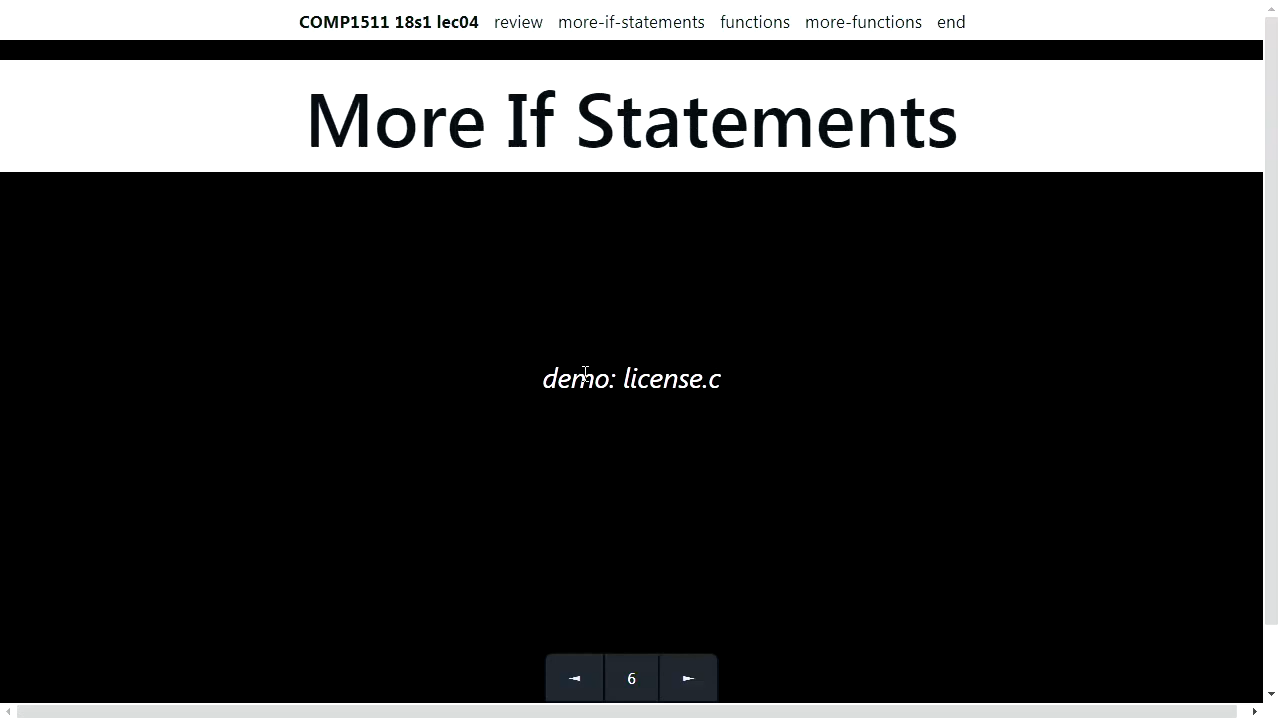 COMP1511 18s1 lec04 review more-if-statements functions more-functions end
More If Statements
demo: license.c
6